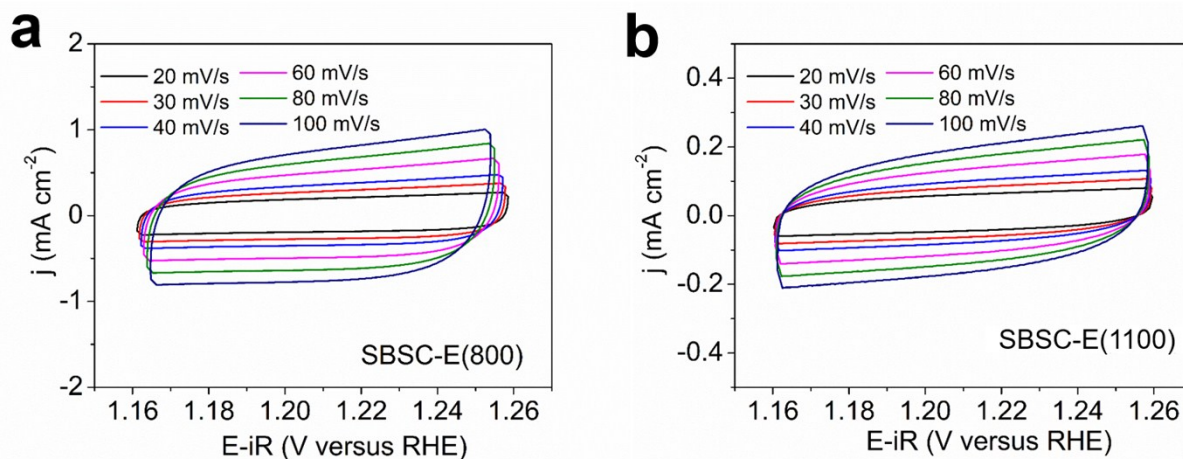 a
2
1
0
-1
-2
j (mA cm⁻²)
20 mV/s
30 mV/s
40 mV/s
60 mV/s
80 mV/s
100 mV/s
SBSC-E(800)
1.16 1.18 1.20 1.22 1.24 1.26
E-iR (V versus RHE)
b
0.4
0.2
0.0
-0.2
-0.4
j (mA cm⁻²)
20 mV/s
30 mV/s
40 mV/s
60 mV/s
80 mV/s
100 mV/s
SBSC-E(1100)
1.16 1.18 1.20 1.22 1.24 1.26
E-iR (V versus RHE)